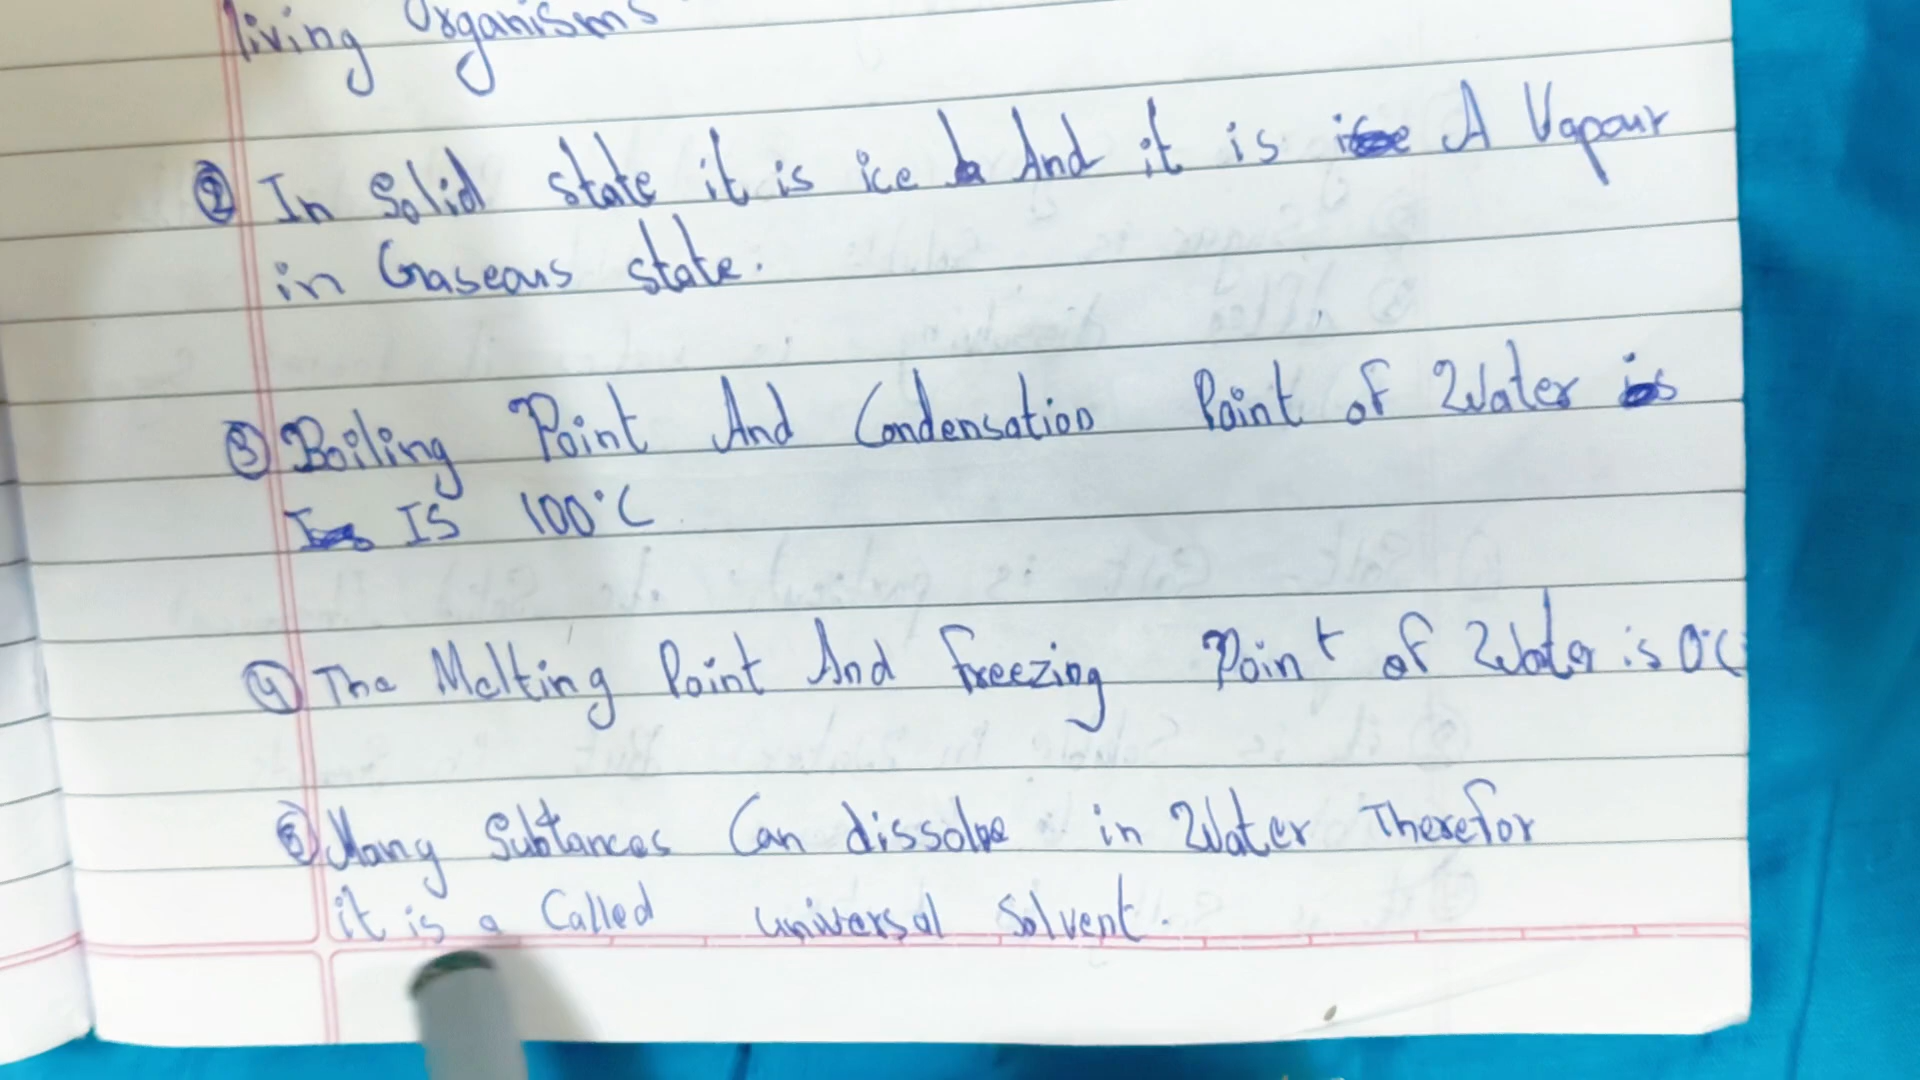 living Organisms
② In Solid state it is ice And it is A Vapour
in Gaseous state.
③ Boiling Point And Condensation Point of Water is
IS 100°C
④ The Melting Point And freezing Point of Water is 0°C
⑤ Many Subtances Can dissolve in Water Therefor
it is a Called universal Solvent.